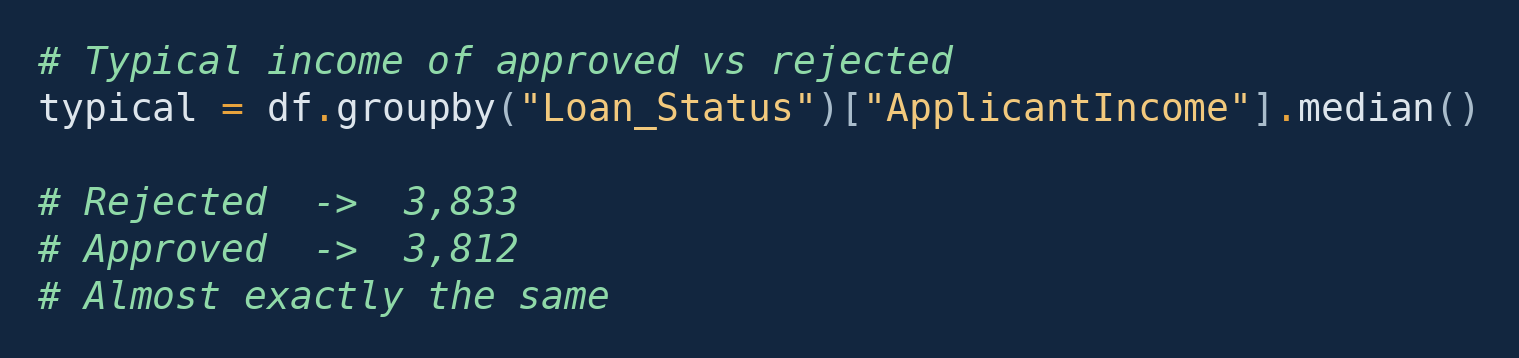 # Typical income of approved vs rejected
typical = df.groupby("Loan_Status")["ApplicantIncome"].median()
# Rejected  ->  3,833
# Approved  ->  3,812
# Almost exactly the same